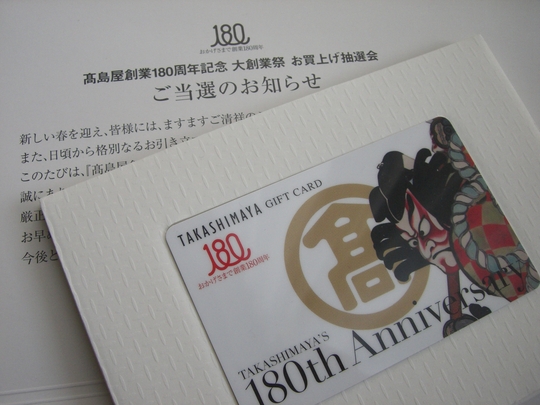 180
おかげさまで創業180周年
髙島屋創業180周年記念 大創業祭 お買上げ抽選会
ご当選のお知らせ
新しい春を迎え、皆様には、ますますご清祥の
また、日頃から格別なるお引き立
このたびは、『髙島屋
誠に
厳正
お早
今後と
TAKASHIMAYA GIFT CARD
180
おかげさまで創業180周年
髙
TAKASHIMAYA'S
180th Anniversary